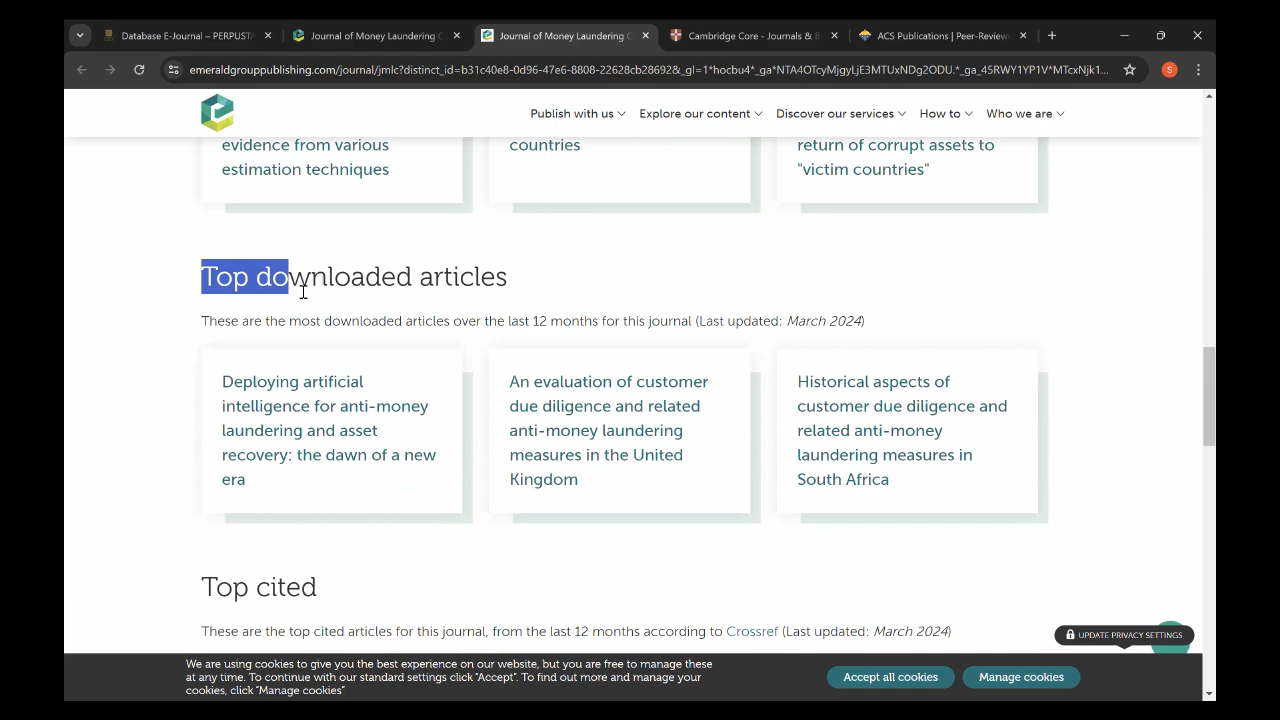 Database E-Journal – PERPUST
Journal of Money Laundering C
Journal of Money Laundering C
Cambridge Core - Journals & B
ACS Publications | Peer-Review
emeraldgrouppublishing.com/journal/jmlc?distinct_id=b31c40e8-0d96-47e6-8808-22628cb28692&_gl=1*hocbu4*_ga*NTA4OTcyMjgyLjE3MTUxNDg2ODU.*_ga_45RWY1YP1V*MTcxNjk1...
S
Publish with us
Explore our content
Discover our services
How to
Who we are
evidence from various
estimation techniques
countries
return of corrupt assets to
"victim countries"
Top downloaded articles
These are the most downloaded articles over the last 12 months for this journal (Last updated: March 2024)
Deploying artificial
intelligence for anti-money
laundering and asset
recovery: the dawn of a new
era
An evaluation of customer
due diligence and related
anti-money laundering
measures in the United
Kingdom
Historical aspects of
customer due diligence and
related anti-money
laundering measures in
South Africa
Top cited
These are the top cited articles for this journal, from the last 12 months according to Crossref (Last updated: March 2024)
UPDATE PRIVACY SETTINGS
We are using cookies to give you the best experience on our website, but you are free to manage these
at any time. To continue with our standard settings click "Accept". To find out more and manage your
cookies, click "Manage cookies"
Accept all cookies
Manage cookies